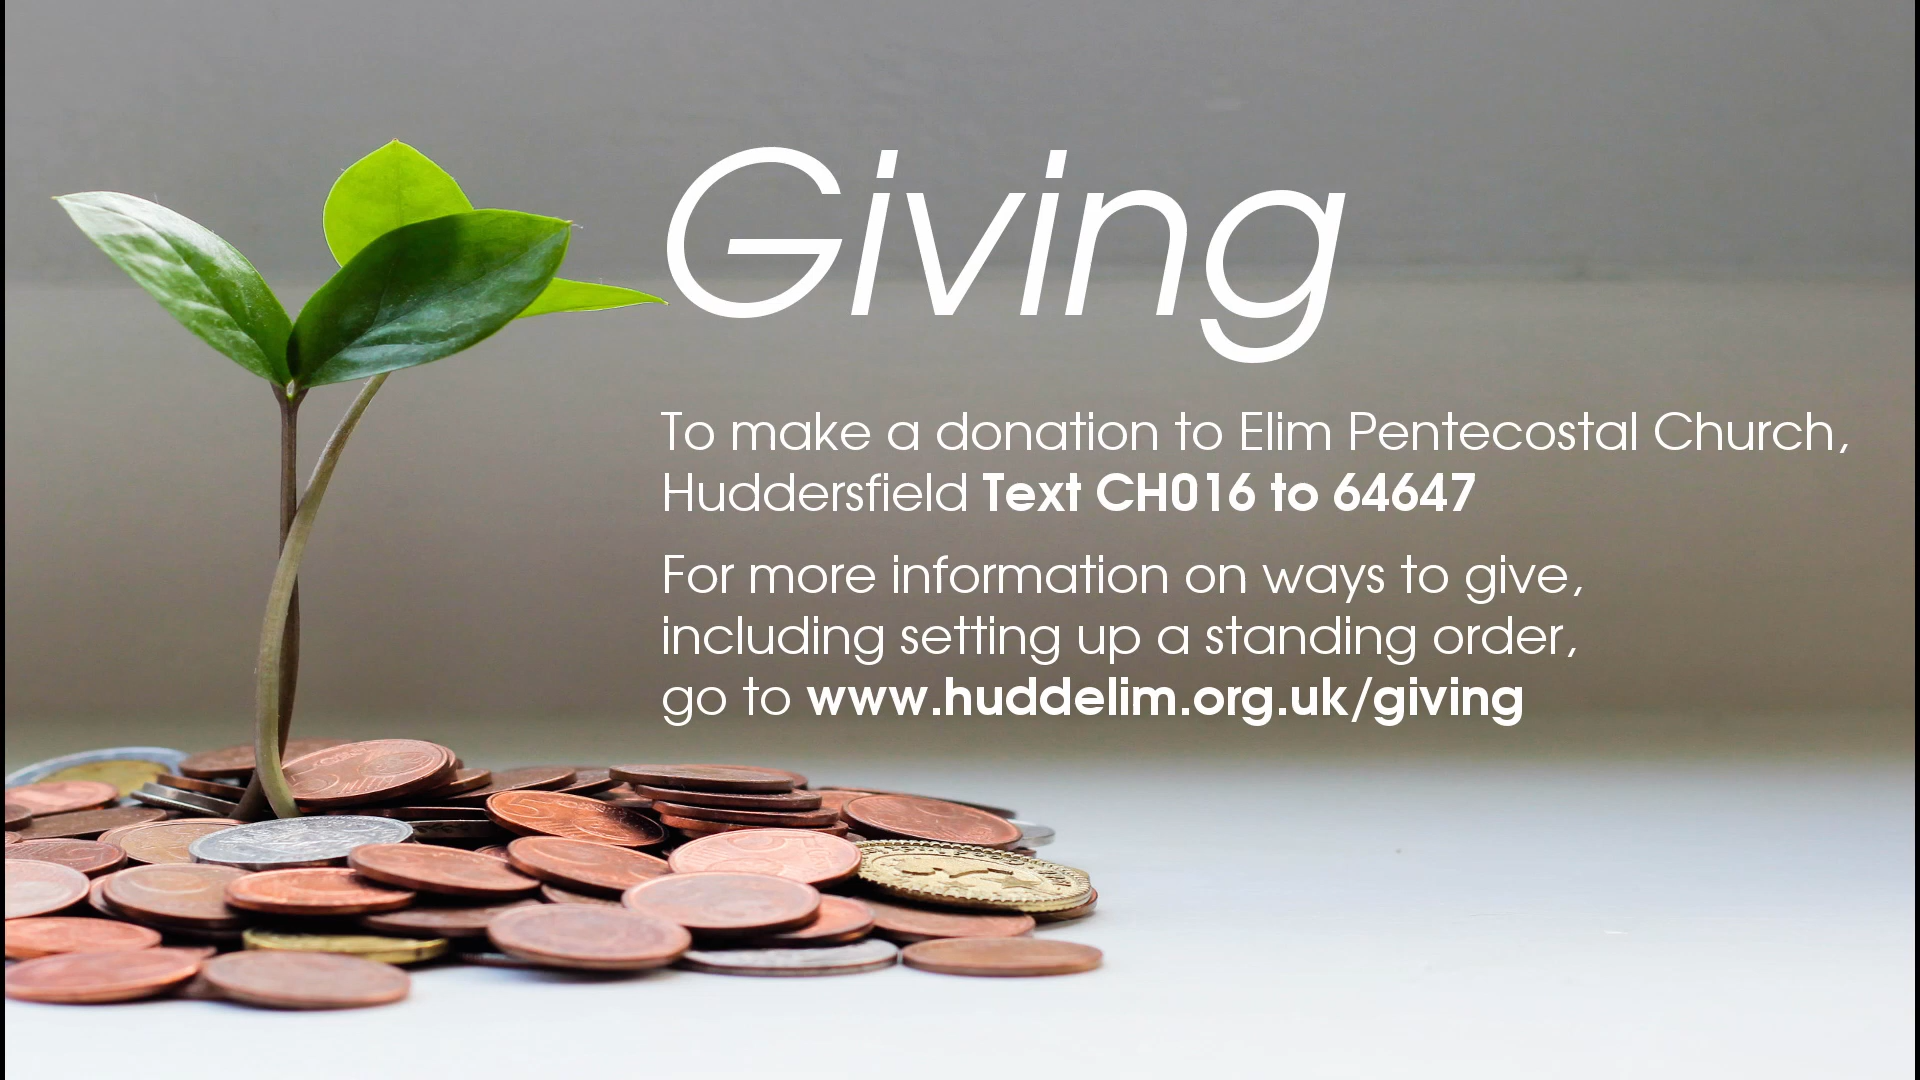 Giving
To make a donation to Elim Pentecostal Church,
Huddersfield Text CH016 to 64647
For more information on ways to give,
including setting up a standing order,
go to www.huddelim.org.uk/giving